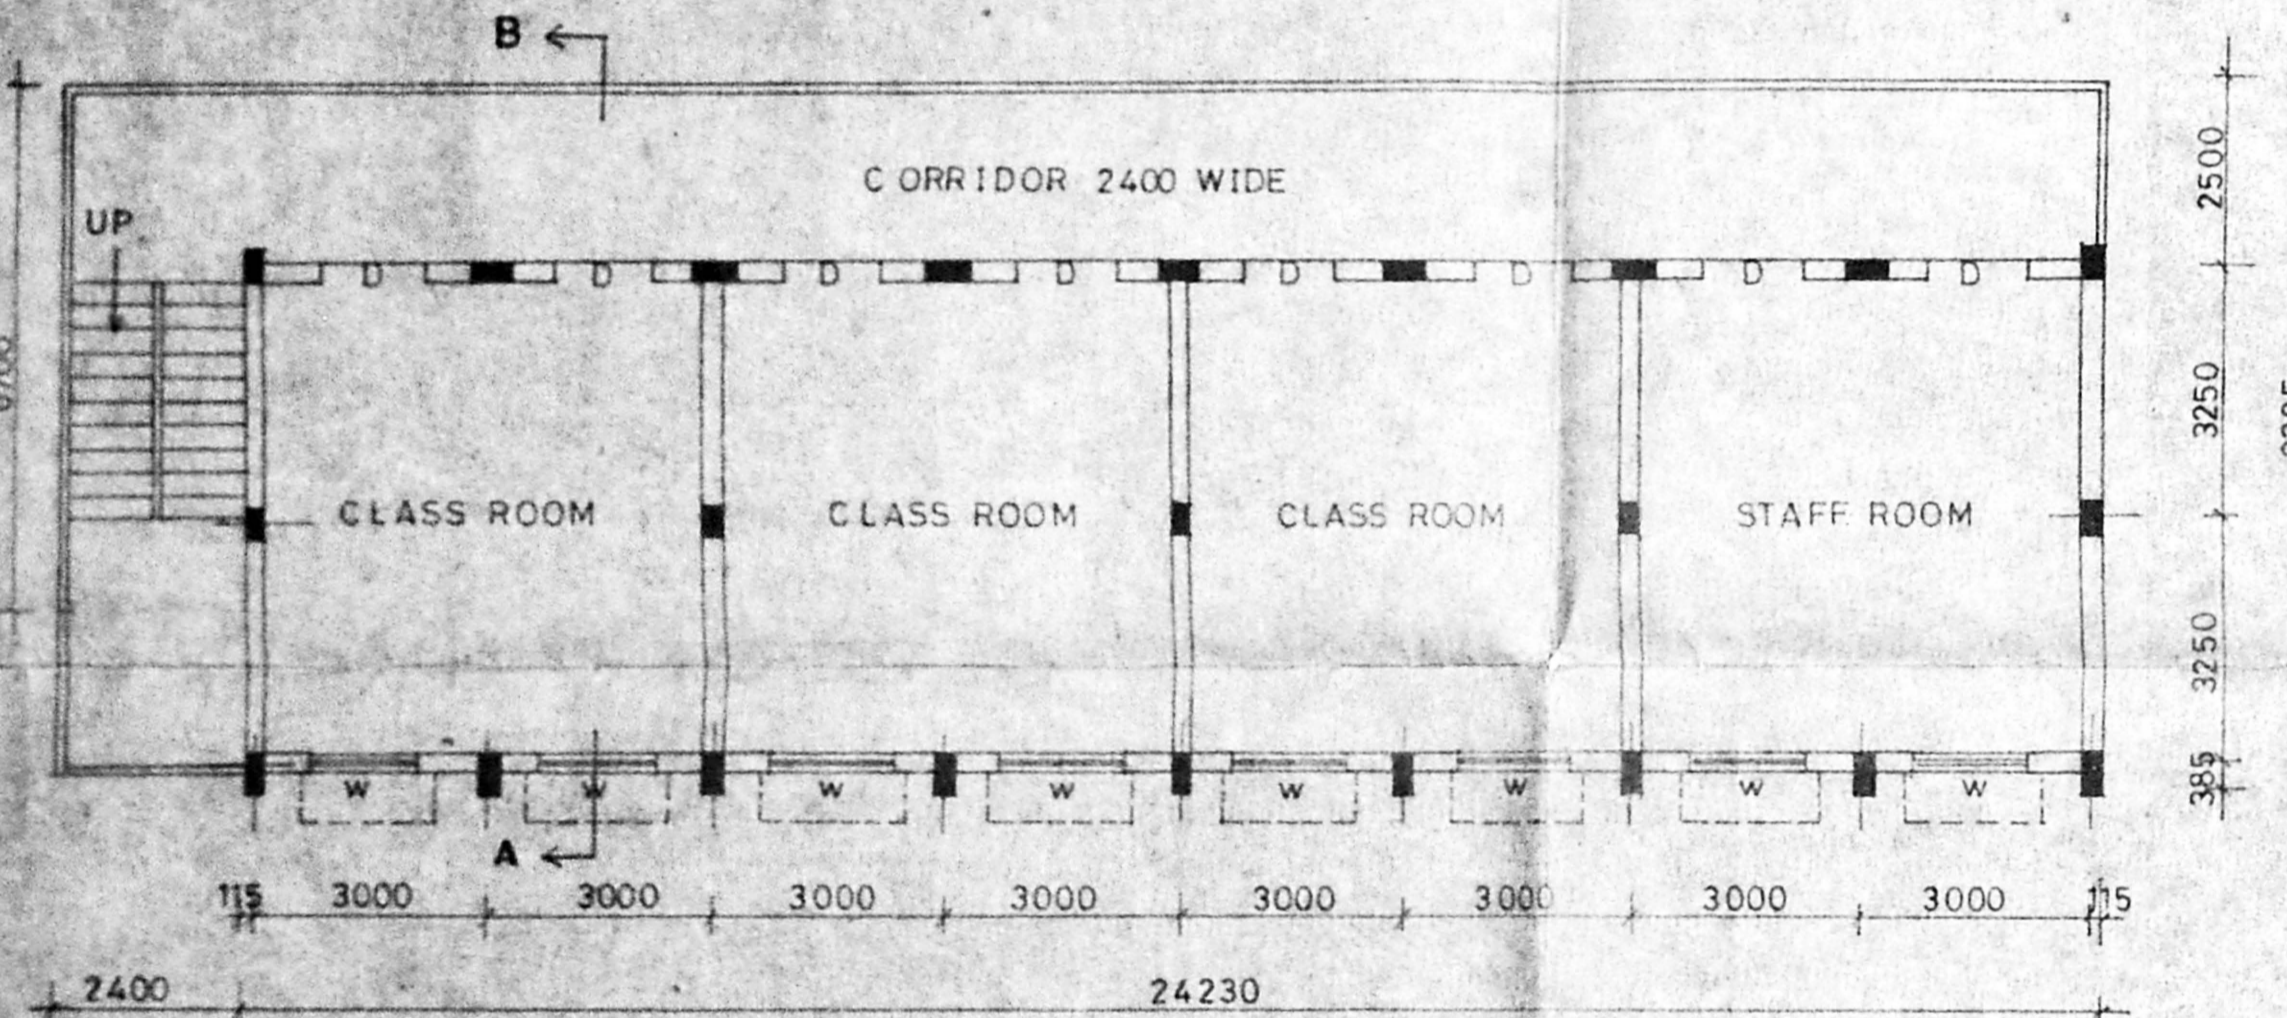 B
CORRIDOR 2400 WIDE
2500
UP
D D D D D D D D
3250
CLASS ROOM CLASS ROOM CLASS ROOM STAFF ROOM
3250
385
W W W W W W W W
A
115 3000 3000 3000 3000 3000 3000 3000 3000 115
2400 24230